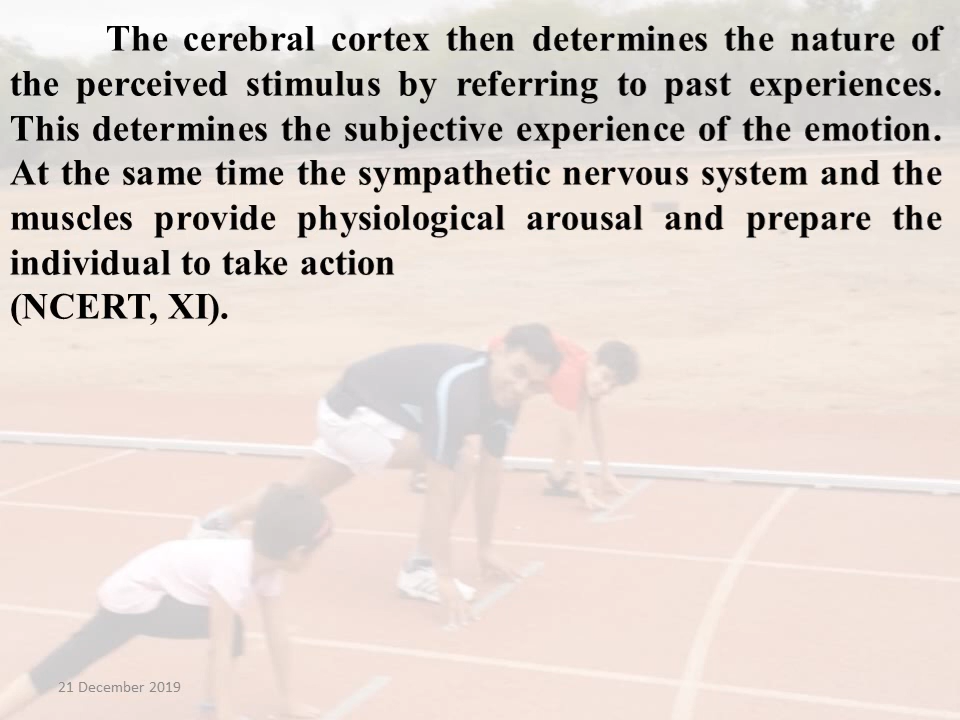 The cerebral cortex then determines the nature of
the perceived stimulus by referring to past experiences.
This determines the subjective experience of the emotion.
At the same time the sympathetic nervous system and the
muscles provide physiological arousal and prepare the
individual to take action
(NCERT, XI).
21 December 2019